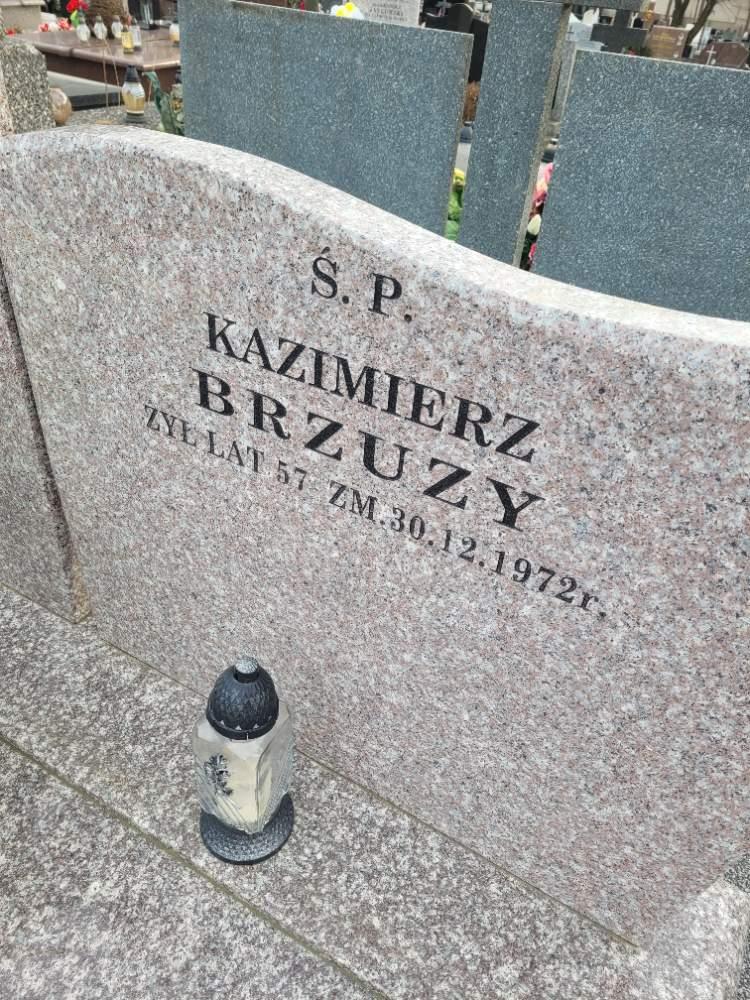 Ś. P.
KAZIMIERZ
BRZUZY
ŻYŁ LAT 57 ZM.30.12.1972r.